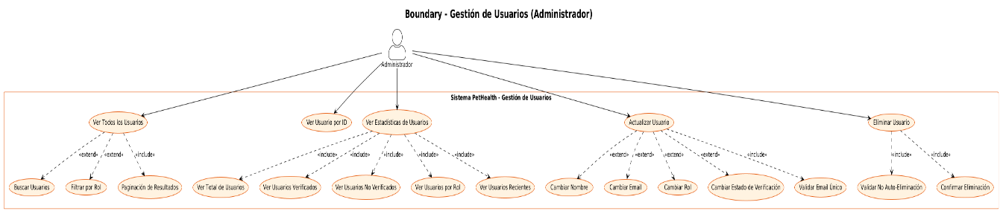 Boundary - Gestión de Usuarios (Administrador)
Administrador
Sistema PetHealth - Gestión de Usuarios
Ver Todos los Usuarios
Ver Usuario por ID
Ver Estadísticas de Usuarios
Actualizar Usuario
Eliminar Usuario
«extend»
«extend»
«include»
«include»
«include»
«include»
«include»
«include»
«extend»
«extend»
«extend»
«extend»
«include»
«include»
«include»
Buscar Usuarios
Filtrar por Rol
Paginación de Resultados
Ver Total de Usuarios
Ver Usuarios Verificados
Ver Usuarios No Verificados
Ver Usuarios por Rol
Ver Usuarios Recientes
Cambiar Nombre
Cambiar Email
Cambiar Rol
Cambiar Estado de Verificación
Validar Email Único
Validar No Auto-Eliminación
Confirmar Eliminación